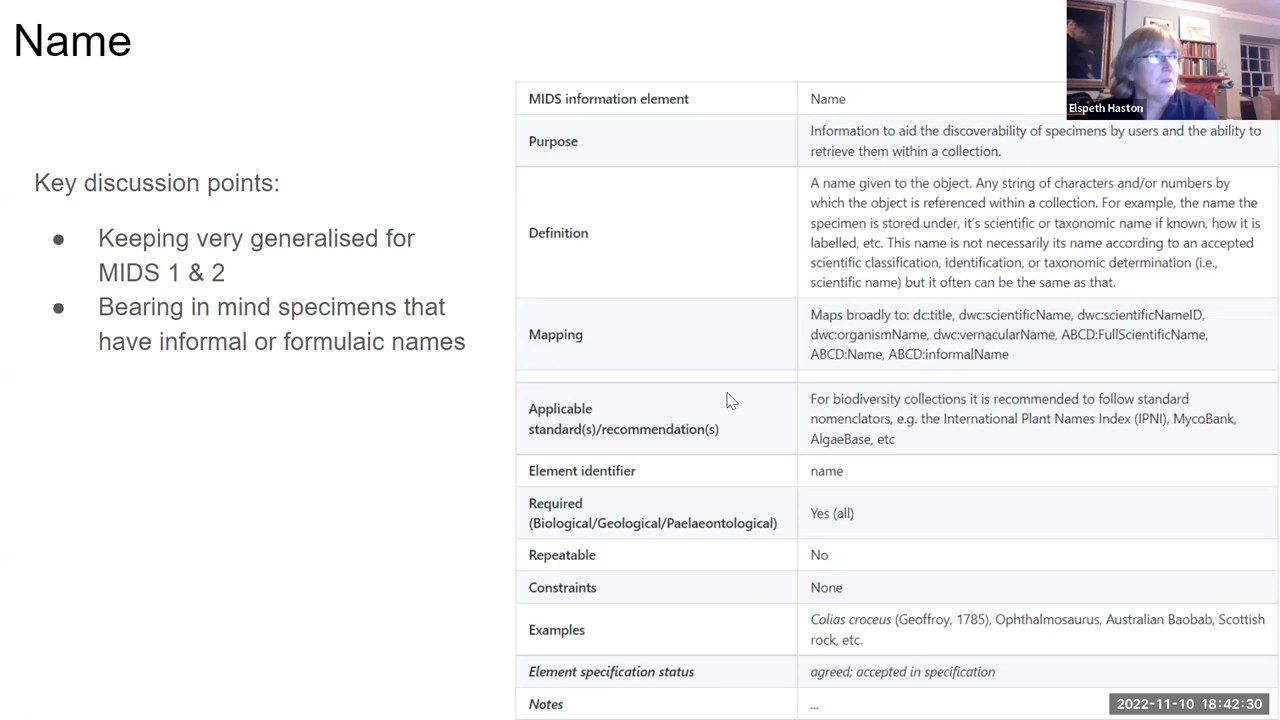 Name
Elspeth Haston
Key discussion points:
● Keeping very generalised for
MIDS 1 & 2
● Bearing in mind specimens that
have informal or formulaic names
MIDS information element
Name
Purpose
Information to aid the discoverability of specimens by users and the ability to
retrieve them within a collection.
Definition
A name given to the object. Any string of characters and/or numbers by
which the object is referenced within a collection. For example, the name the
specimen is stored under, it's scientific or taxonomic name if known, how it is
labelled, etc. This name is not necessarily its name according to an accepted
scientific classification, identification, or taxonomic determination (i.e.,
scientific name) but it often can be the same as that.
Mapping
Maps broadly to: dc:title, dwc:scientificName, dwc:scientificNameID,
dwc:organismName, dwc:vernacularName, ABCD:FullScientificName,
ABCD:Name, ABCD:informalName
Applicable
standard(s)/recommendation(s)
For biodiversity collections it is recommended to follow standard
nomenclators, e.g. the International Plant Names Index (IPNI), MycoBank,
AlgaeBase, etc
Element identifier
name
Required
(Biological/Geological/Paelaeontological)
Yes (all)
Repeatable
No
Constraints
None
Examples
Colias croceus (Geoffroy, 1785), Ophthalmosaurus, Australian Baobab, Scottish
rock, etc.
Element specification status
agreed; accepted in specification
Notes
...
2022-11-10 18:42:30